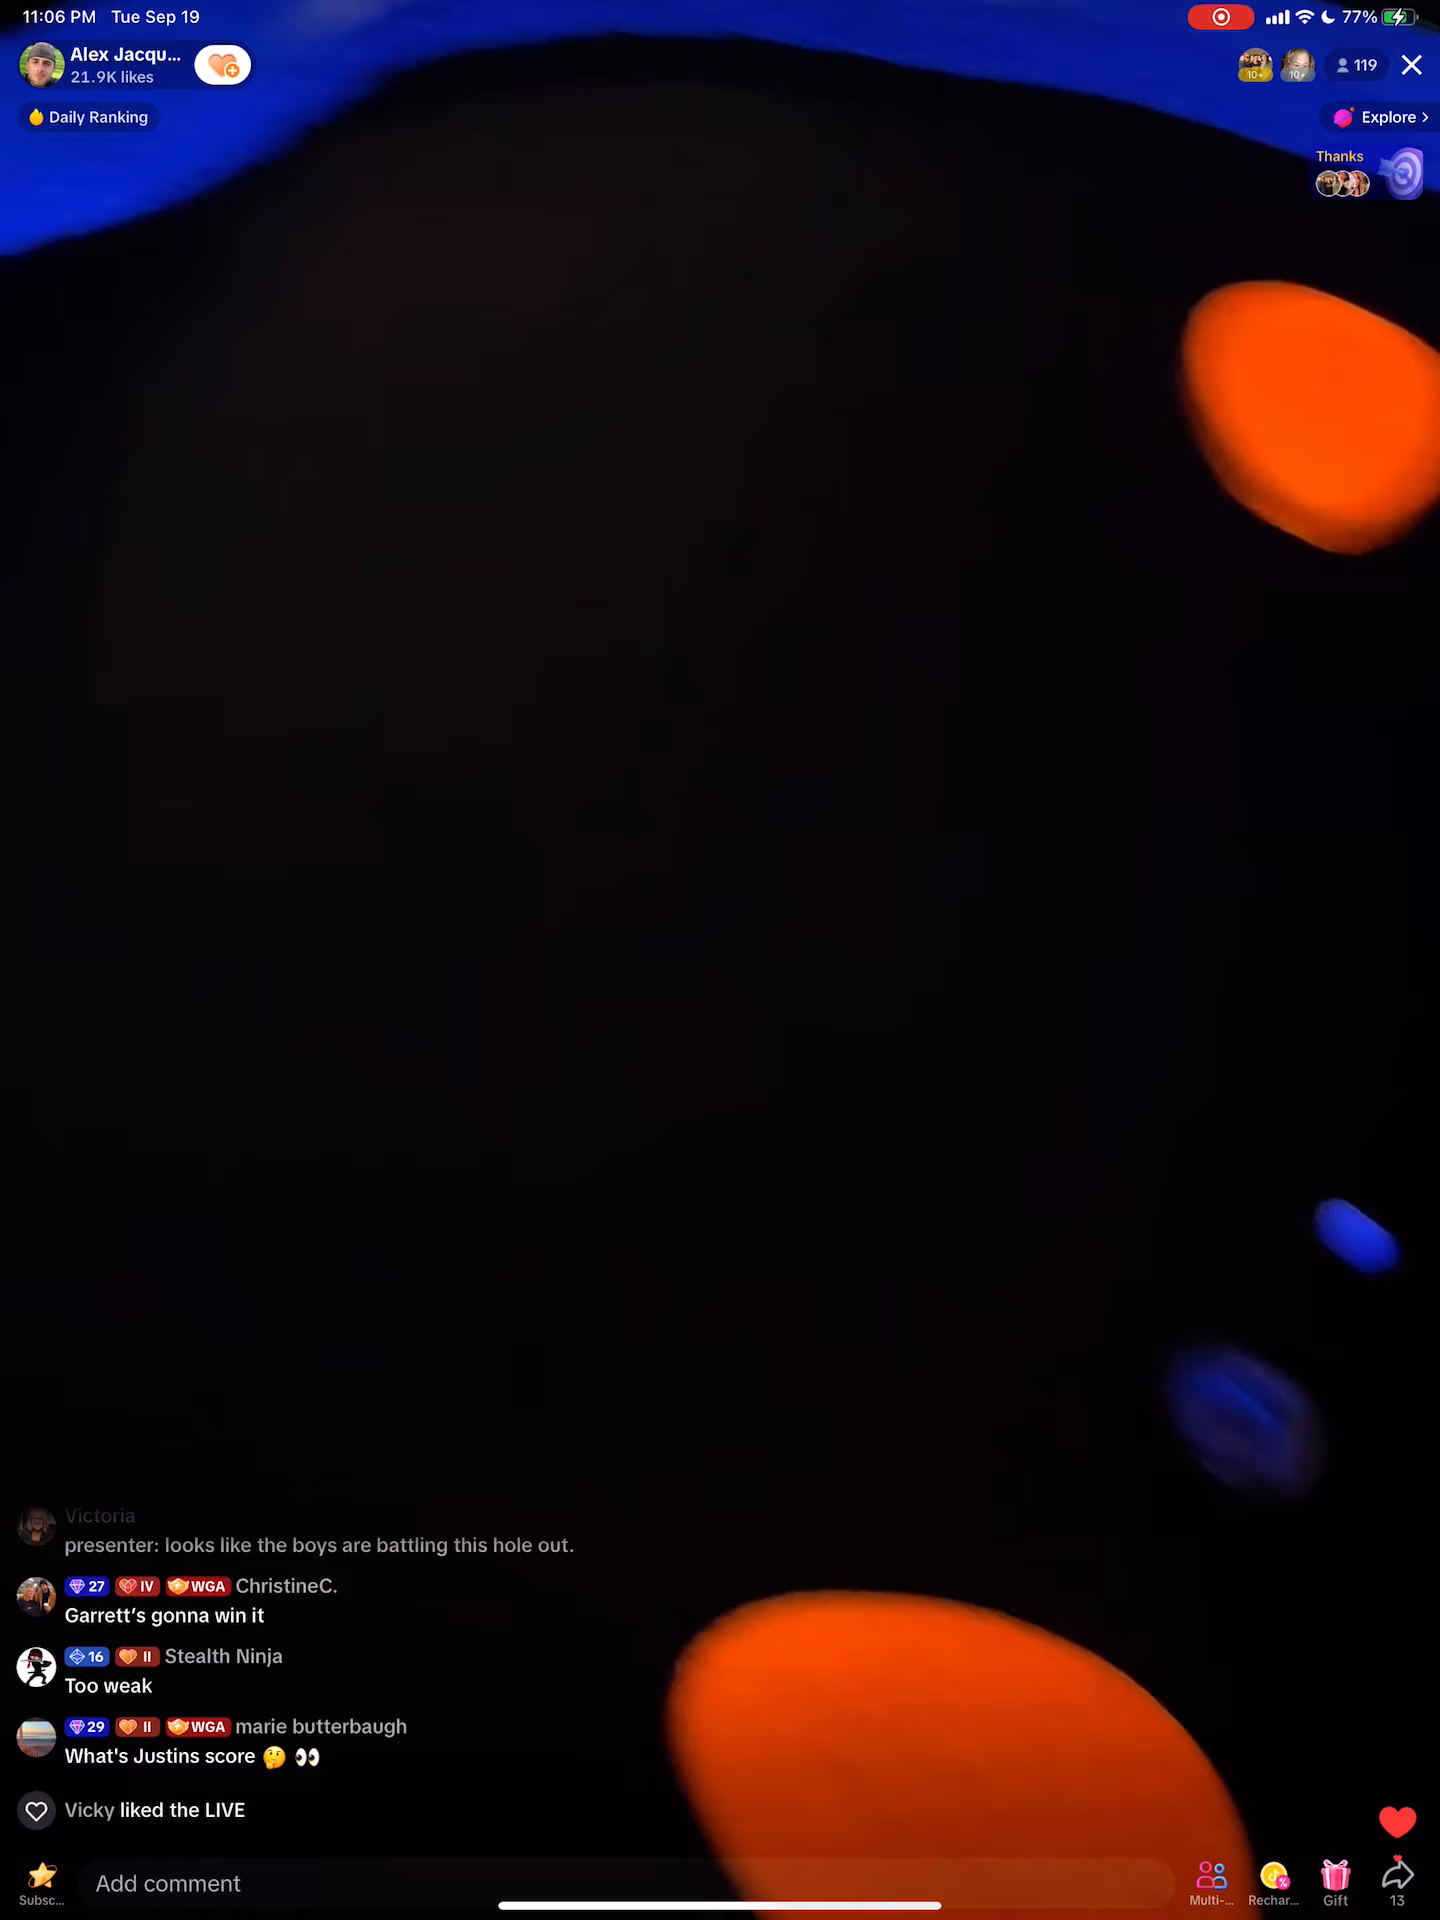 11:06 PM Tue Sep 19
77%
Alex Jacqu...
21.9K likes
10+
10+
119
Daily Ranking
Explore >
Thanks
Victoria
presenter: looks like the boys are battling this hole out.
27 IV WGA ChristineC.
Garrett’s gonna win it
16 II Stealth Ninja
Too weak
29 II WGA marie butterbaugh
What's Justins score 🤔 👀
Vicky liked the LIVE
Subsc...
Add comment
Multi-...
Rechar...
Gift
13